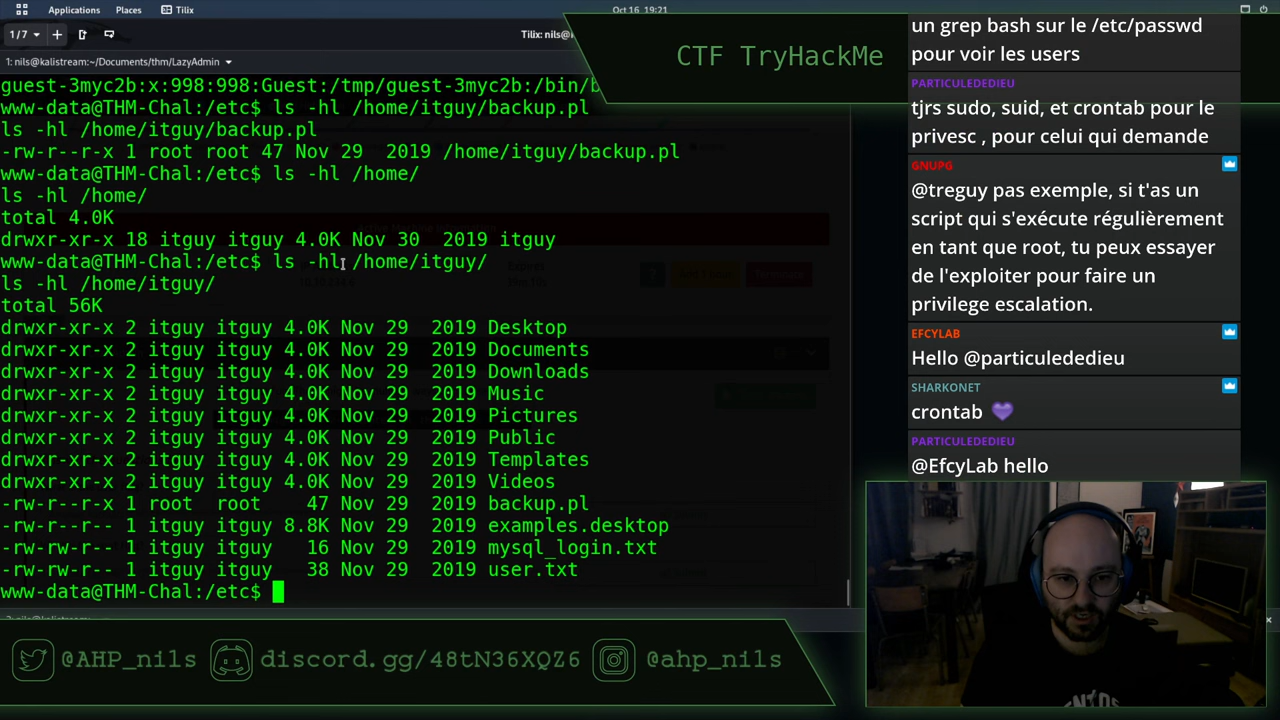 Applications Places Tilix
Oct 16, 19:21
1/7
Tilix: nils@k
1: nils@kalistream:~/Documents/thm/LazyAdmin
guest-3myc2b:x:998:998:Guest:/tmp/guest-3myc2b:/bin/b
www-data@THM-Chal:/etc$ ls -hl /home/itguy/backup.pl
ls -hl /home/itguy/backup.pl
-rw-r--r-x 1 root root 47 Nov 29 2019 /home/itguy/backup.pl
www-data@THM-Chal:/etc$ ls -hl /home/
ls -hl /home/
total 4.0K
drwxr-xr-x 18 itguy itguy 4.0K Nov 30 2019 itguy
www-data@THM-Chal:/etc$ ls -hl /home/itguy/
ls -hl /home/itguy/
total 56K
drwxr-xr-x 2 itguy itguy 4.0K Nov 29 2019 Desktop
drwxr-xr-x 2 itguy itguy 4.0K Nov 29 2019 Documents
drwxr-xr-x 2 itguy itguy 4.0K Nov 29 2019 Downloads
drwxr-xr-x 2 itguy itguy 4.0K Nov 29 2019 Music
drwxr-xr-x 2 itguy itguy 4.0K Nov 29 2019 Pictures
drwxr-xr-x 2 itguy itguy 4.0K Nov 29 2019 Public
drwxr-xr-x 2 itguy itguy 4.0K Nov 29 2019 Templates
drwxr-xr-x 2 itguy itguy 4.0K Nov 29 2019 Videos
-rw-r--r-x 1 root root 47 Nov 29 2019 backup.pl
-rw-r--r-- 1 itguy itguy 8.8K Nov 29 2019 examples.desktop
-rw-rw-r-- 1 itguy itguy 16 Nov 29 2019 mysql_login.txt
-rw-rw-r-- 1 itguy itguy 38 Nov 29 2019 user.txt
www-data@THM-Chal:/etc$
CTF TryHackMe
un grep bash sur le /etc/passwd
pour voir les users
PARTICULEDEDIEU
tjrs sudo, suid, et crontab pour le
privesc , pour celui qui demande
GNUPG
@treguy pas exemple, si t'as un
script qui s'exécute régulièrement
en tant que root, tu peux essayer
de l'exploiter pour faire un
privilege escalation.
EFCYLAB
Hello @particulededieu
SHARKONET
crontab 💜
PARTICULEDEDIEU
@EfcyLab hello
@AHP_nils
discord.gg/48tN36XQZ6
@ahp_nils